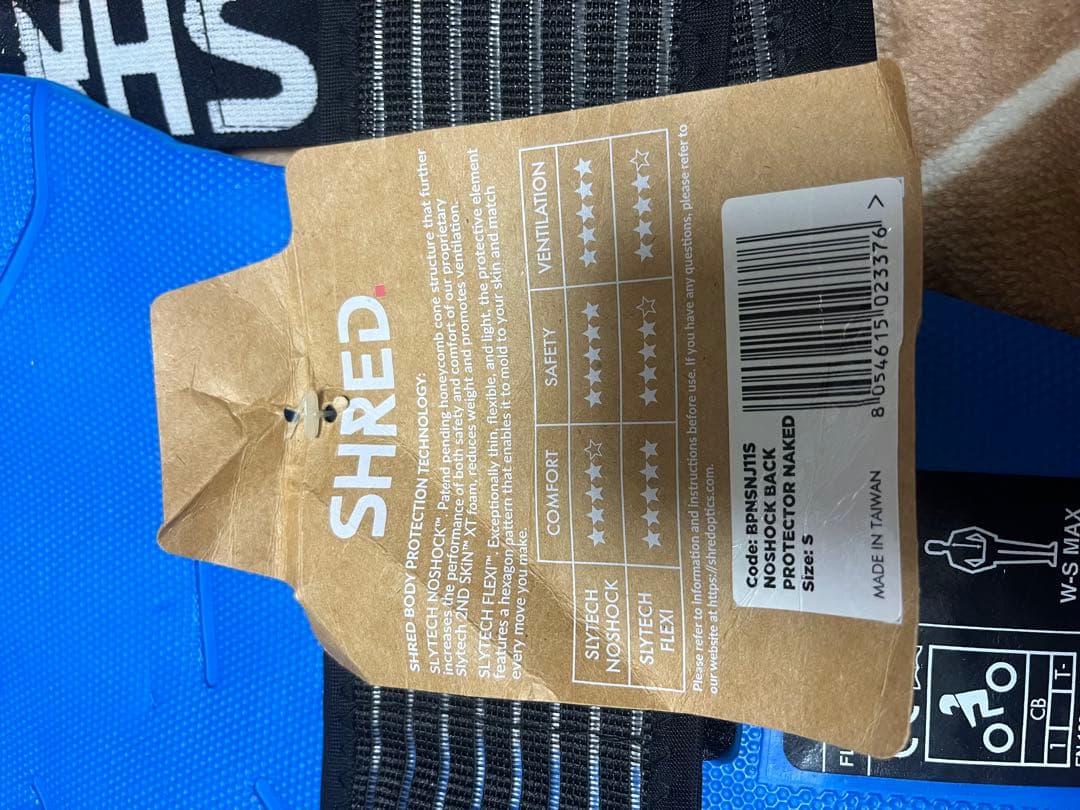 SHRED.
SHRED BODY PROTECTION TECHNOLOGY:
SLYTECH NOSHOCK™. Patend pending honeycomb cone structure that further
increases the performance of both safety and comfort of our proprietary
Slytech 2ND SKIN™ XT foam, reduces weight and promotes ventilation.
SLYTECH FLEXI™. Exceptionally thin, flexible, and light, the protective element
features a hexagon pattern that enables it to mold to your skin and match
every move you make.
COMFORT SAFETY VENTILATION
SLYTECH NOSHOCK ★★★★☆ ★★★★★ ★★★★★
SLYTECH FLEXI ★★★★★ ★★★★☆ ★★★★☆
Please refer to information and instructions before use. If you have any questions, please refer to
our website at https://shredoptics.com.
Code: BPNSNJ11S
NOSHOCK BACK
PROTECTOR NAKED
Size: S
8 054615 023376 >
MADE IN TAIWAN
W-S MAX
CB
1
T-